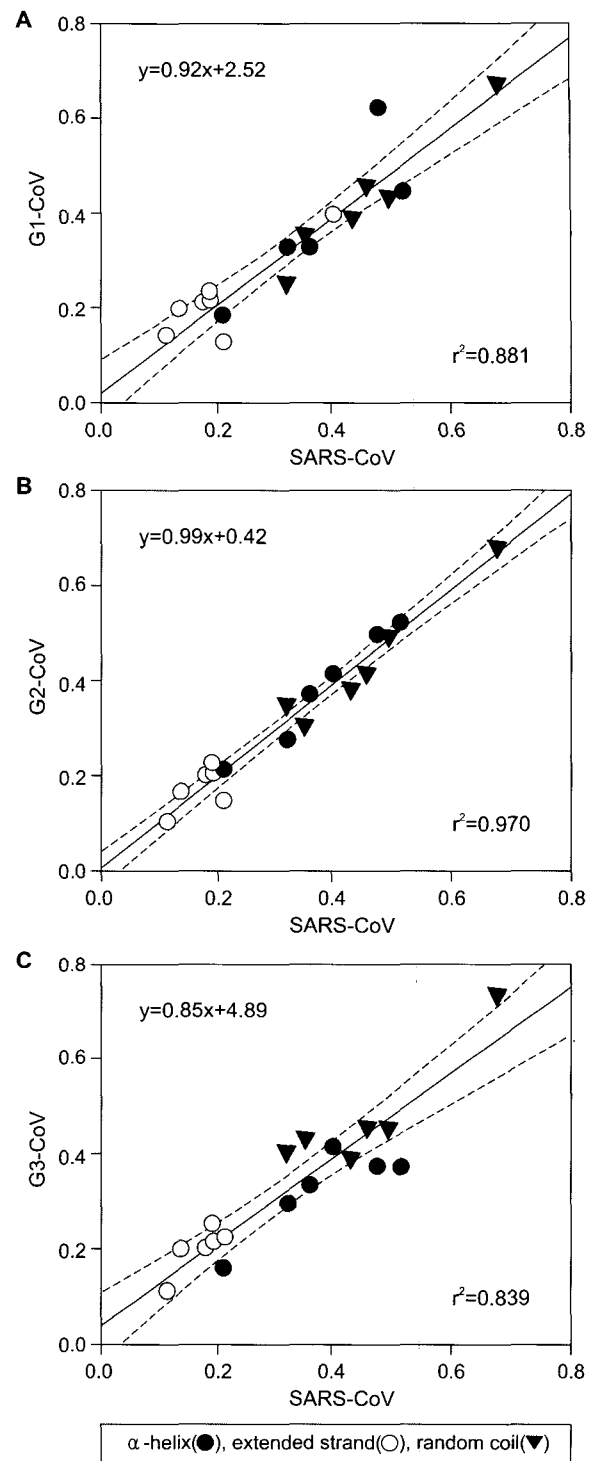 A
0.8
y=0.92x+2.52
0.6
G1-CoV
0.4
0.2
r²=0.881
0.0
0.0 0.2 0.4 0.6 0.8
SARS-CoV
B
0.8
y=0.99x+0.42
0.6
G2-CoV
0.4
0.2
r²=0.970
0.0
0.0 0.2 0.4 0.6 0.8
SARS-CoV
C
0.8
y=0.85x+4.89
0.6
G3-CoV
0.4
0.2
r²=0.839
0.0
0.0 0.2 0.4 0.6 0.8
SARS-CoV
α-helix(●), extended strand(○), random coil(▼)